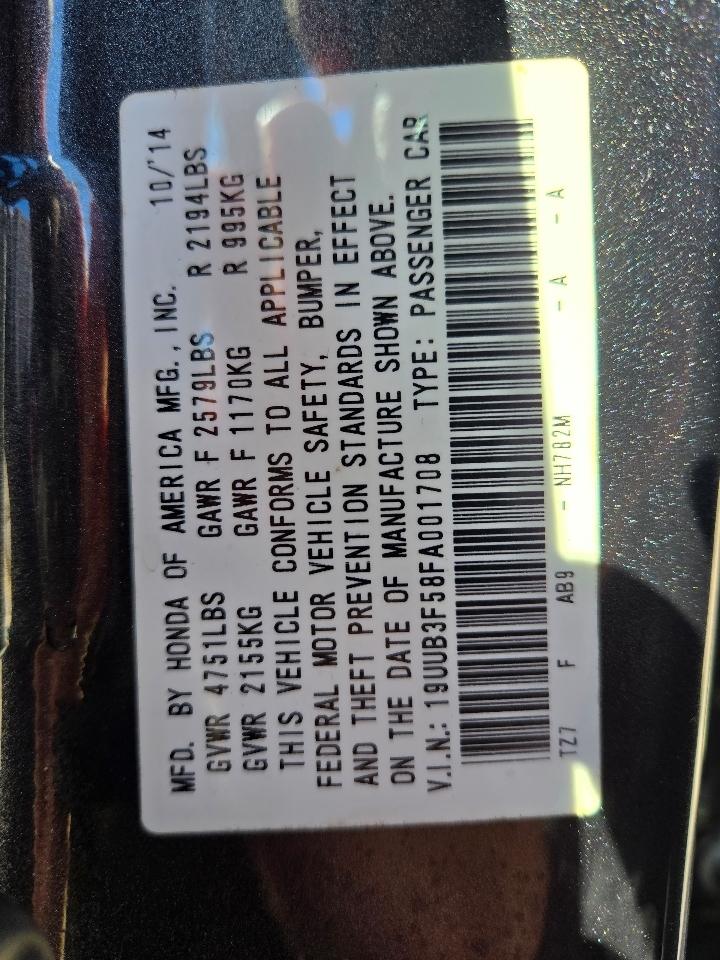 MFD. BY HONDA OF AMERICA MFG., INC. 10/'14
GVWR 4751LBS GAWR F 2579LBS R 2194LBS
GVWR 2155KG GAWR F 1170KG R 995KG
THIS VEHICLE CONFORMS TO ALL APPLICABLE
FEDERAL MOTOR VEHICLE SAFETY, BUMPER,
AND THEFT PREVENTION STANDARDS IN EFFECT
ON THE DATE OF MANUFACTURE SHOWN ABOVE.
V.I.N.: 19UUB3F58FA001708 TYPE: PASSENGER CAR
TZ7 F AB9 - NH782M - A - A